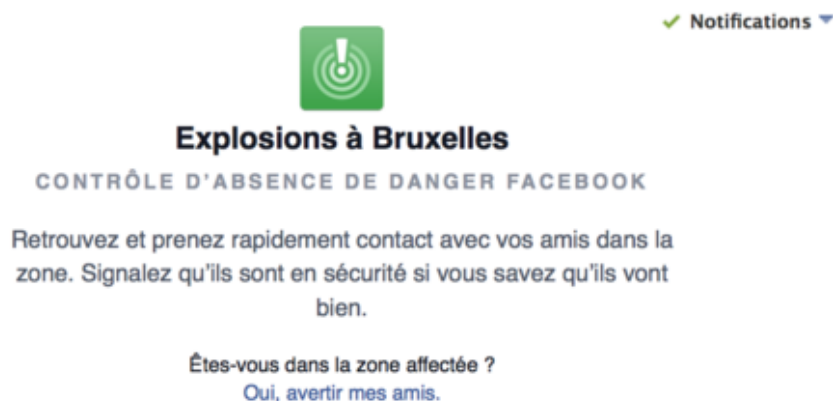 Notifications
Explosions à Bruxelles
CONTRÔLE D'ABSENCE DE DANGER FACEBOOK
Retrouvez et prenez rapidement contact avec vos amis dans la
zone. Signalez qu'ils sont en sécurité si vous savez qu'ils vont
bien.
Êtes-vous dans la zone affectée ?
Oui, avertir mes amis.